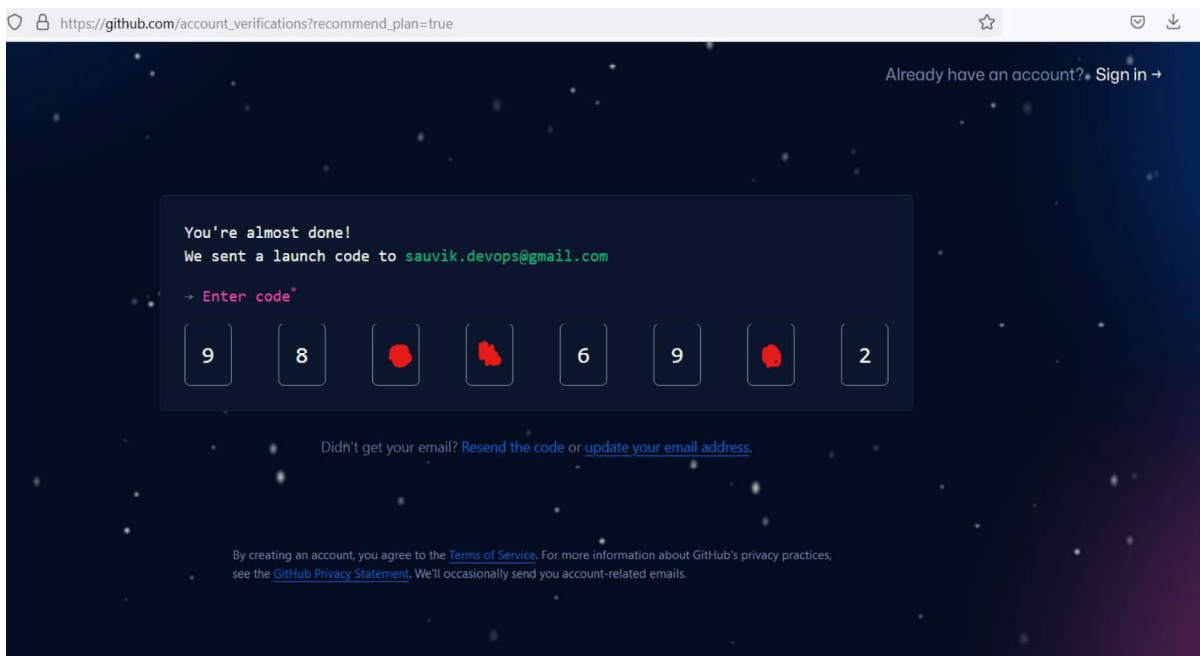 https://github.com/account_verifications?recommend_plan=true
Already have an account? Sign in →
You're almost done!
We sent a launch code to sauvik.devops@gmail.com
→ Enter code*
9 8 6 9 2
Didn't get your email? Resend the code or update your email address.
By creating an account, you agree to the Terms of Service. For more information about GitHub's privacy practices,
see the GitHub Privacy Statement. We'll occasionally send you account-related emails.